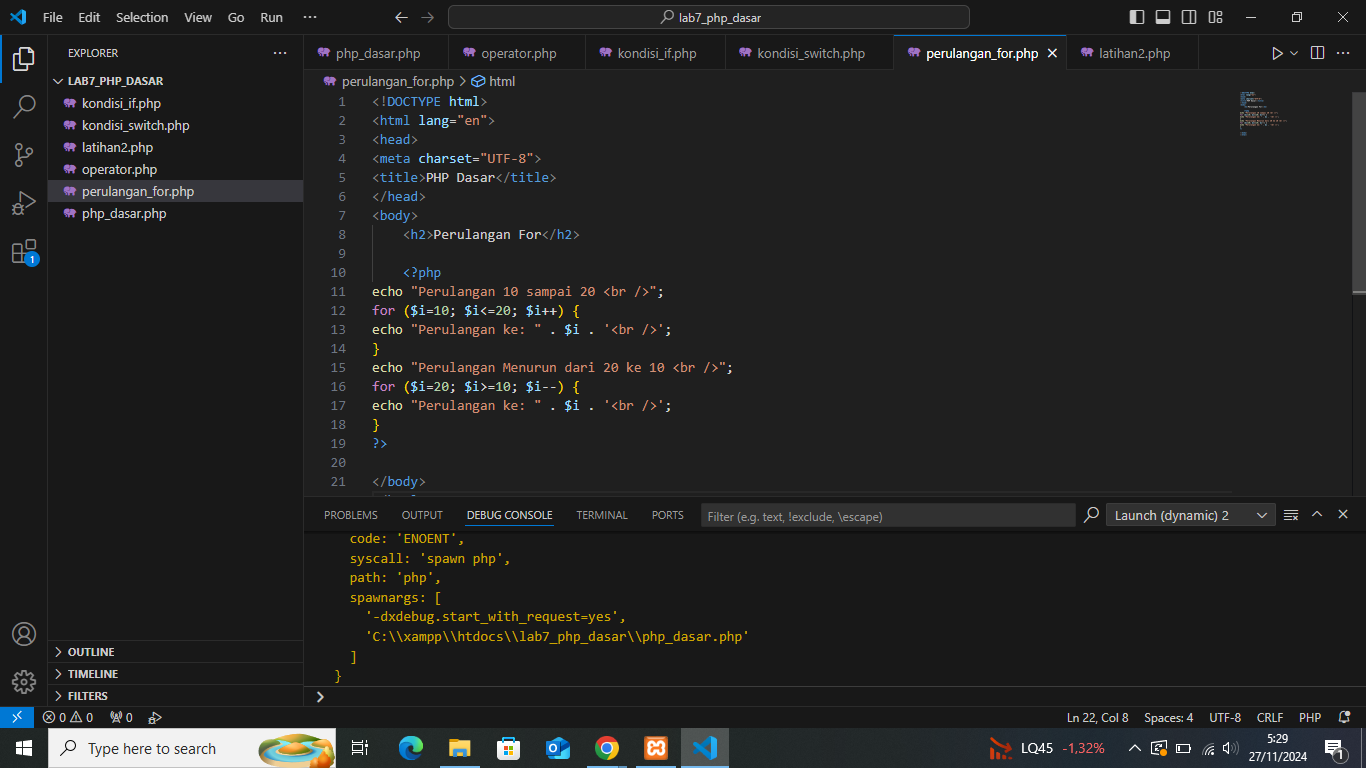 File Edit Selection View Go Run ··· lab7_php_dasar
EXPLORER ···
LAB7_PHP_DASAR
kondisi_if.php
kondisi_switch.php
latihan2.php
operator.php
perulangan_for.php
php_dasar.php
OUTLINE
TIMELINE
FILTERS
1
php_dasar.php operator.php kondisi_if.php kondisi_switch.php perulangan_for.php latihan2.php
perulangan_for.php > html
1 <!DOCTYPE html>
2 <html lang="en">
3 <head>
4 <meta charset="UTF-8">
5 <title>PHP Dasar</title>
6 </head>
7 <body>
8 <h2>Perulangan For</h2>
9
10 <?php
11 echo "Perulangan 10 sampai 20 <br />";
12 for ($i=10; $i<=20; $i++) {
13 echo "Perulangan ke: " . $i . '<br />';
14 }
15 echo "Perulangan Menurun dari 20 ke 10 <br />";
16 for ($i=20; $i>=10; $i--) {
17 echo "Perulangan ke: " . $i . '<br />';
18 }
19 ?>
20
21 </body>
PROBLEMS OUTPUT DEBUG CONSOLE TERMINAL PORTS Filter (e.g. text, !exclude, \escape) Launch (dynamic) 2
code: 'ENOENT',
syscall: 'spawn php',
path: 'php',
spawnargs: [
'-dxdebug.start_with_request=yes',
'C:\\xampp\\htdocs\\lab7_php_dasar\\php_dasar.php'
]
}
>
0 0 0 Ln 22, Col 8 Spaces: 4 UTF-8 CRLF PHP
Type here to search LQ45 -1,32% 5:29
27/11/2024 1